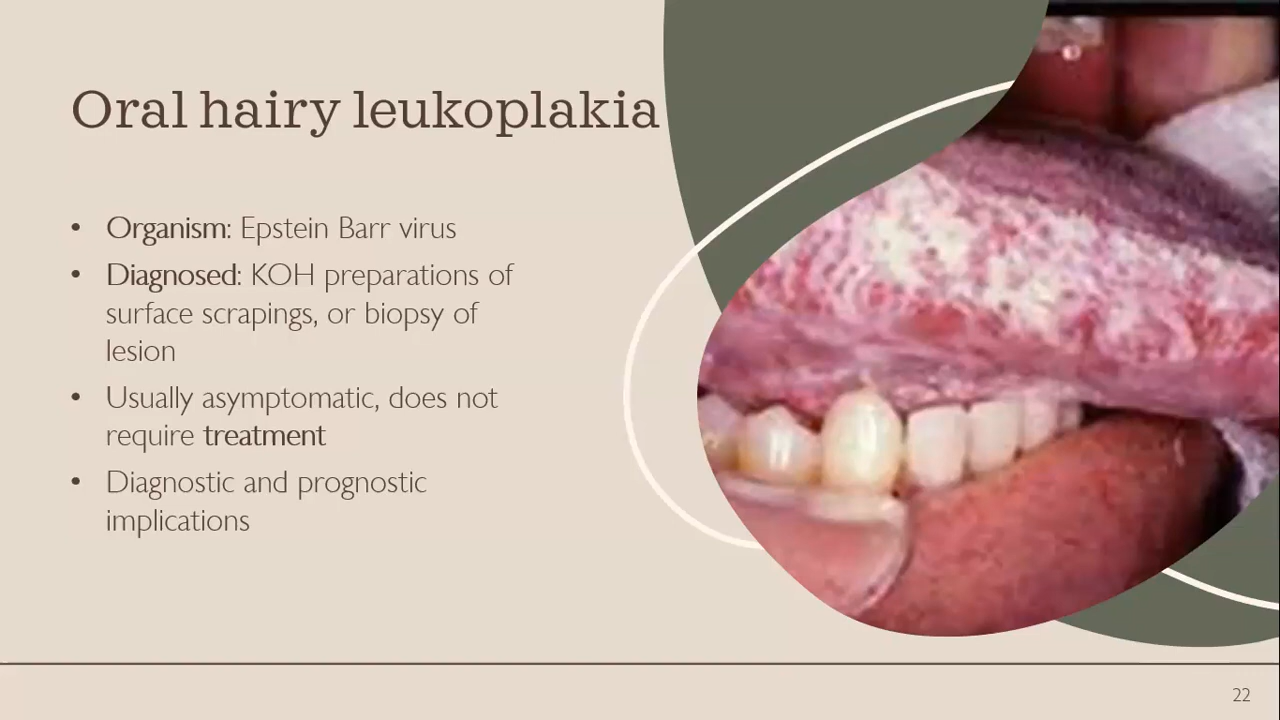 Oral hairy leukoplakia
• Organism: Epstein Barr virus
• Diagnosed: KOH preparations of
surface scrapings, or biopsy of
lesion
• Usually asymptomatic, does not
require treatment
• Diagnostic and prognostic
implications
22